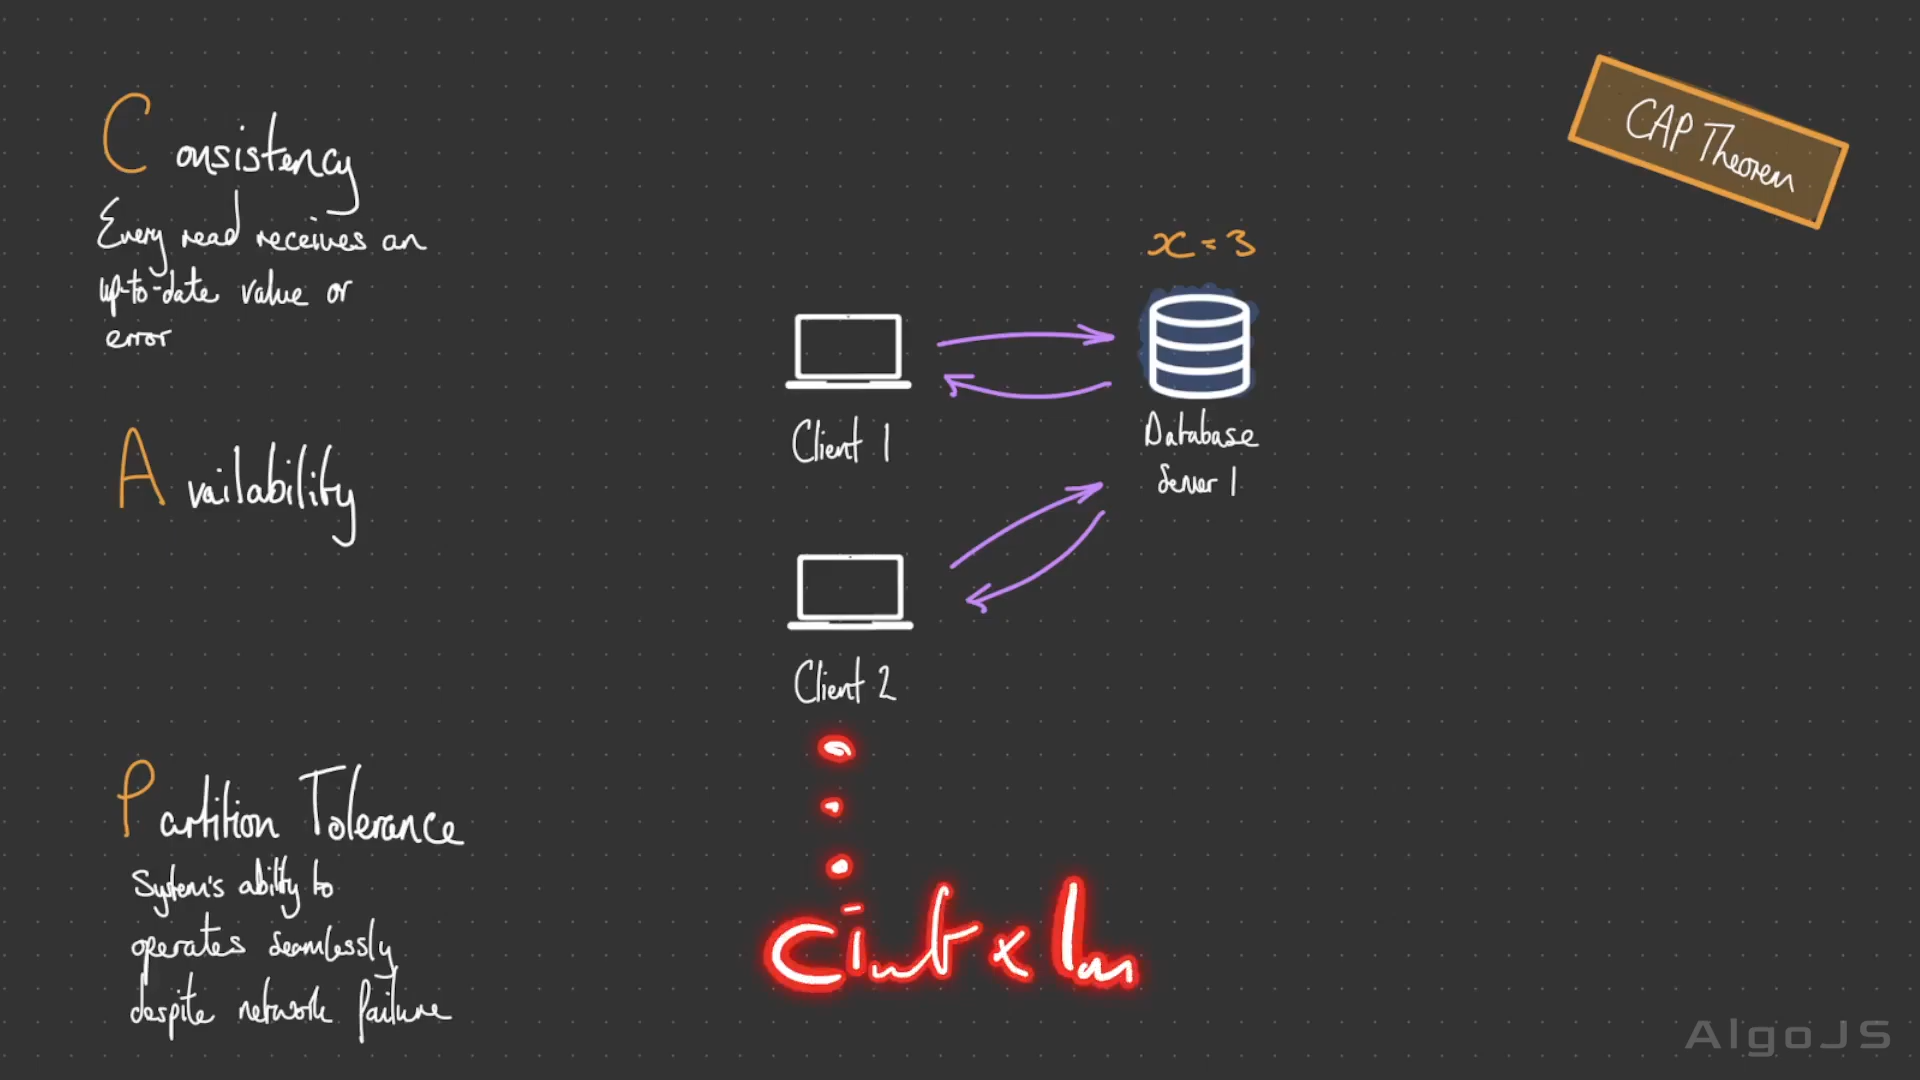 Consistency
Every read receives an
up-to-date value or
error
Availability
Partition Tolerance
System's ability to
operates seamlessly
despite network failure
CAP Theorem
x = 3
Client 1
Database
Server 1
Client 2
x 1m
AlgoJS